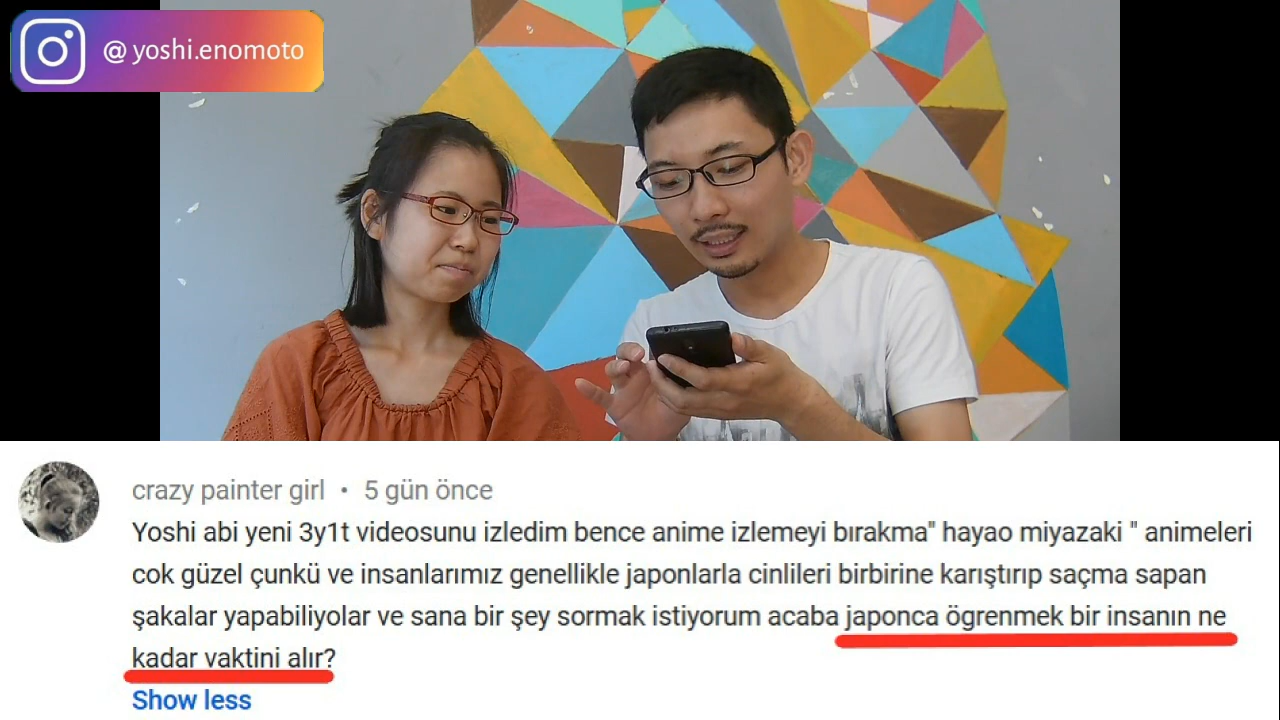 @ yoshi.enomoto
crazy painter girl • 5 gün önce
Yoshi abi yeni 3y1t videosunu izledim bence anime izlemeyi bırakma" hayao miyazaki " animeleri
cok güzel çunkü ve insanlarımız genellikle japonlarla cinlileri birbirine karıştırıp saçma sapan
şakalar yapabiliyolar ve sana bir şey sormak istiyorum acaba japonca ögrenmek bir insanın ne
kadar vaktini alır?
Show less